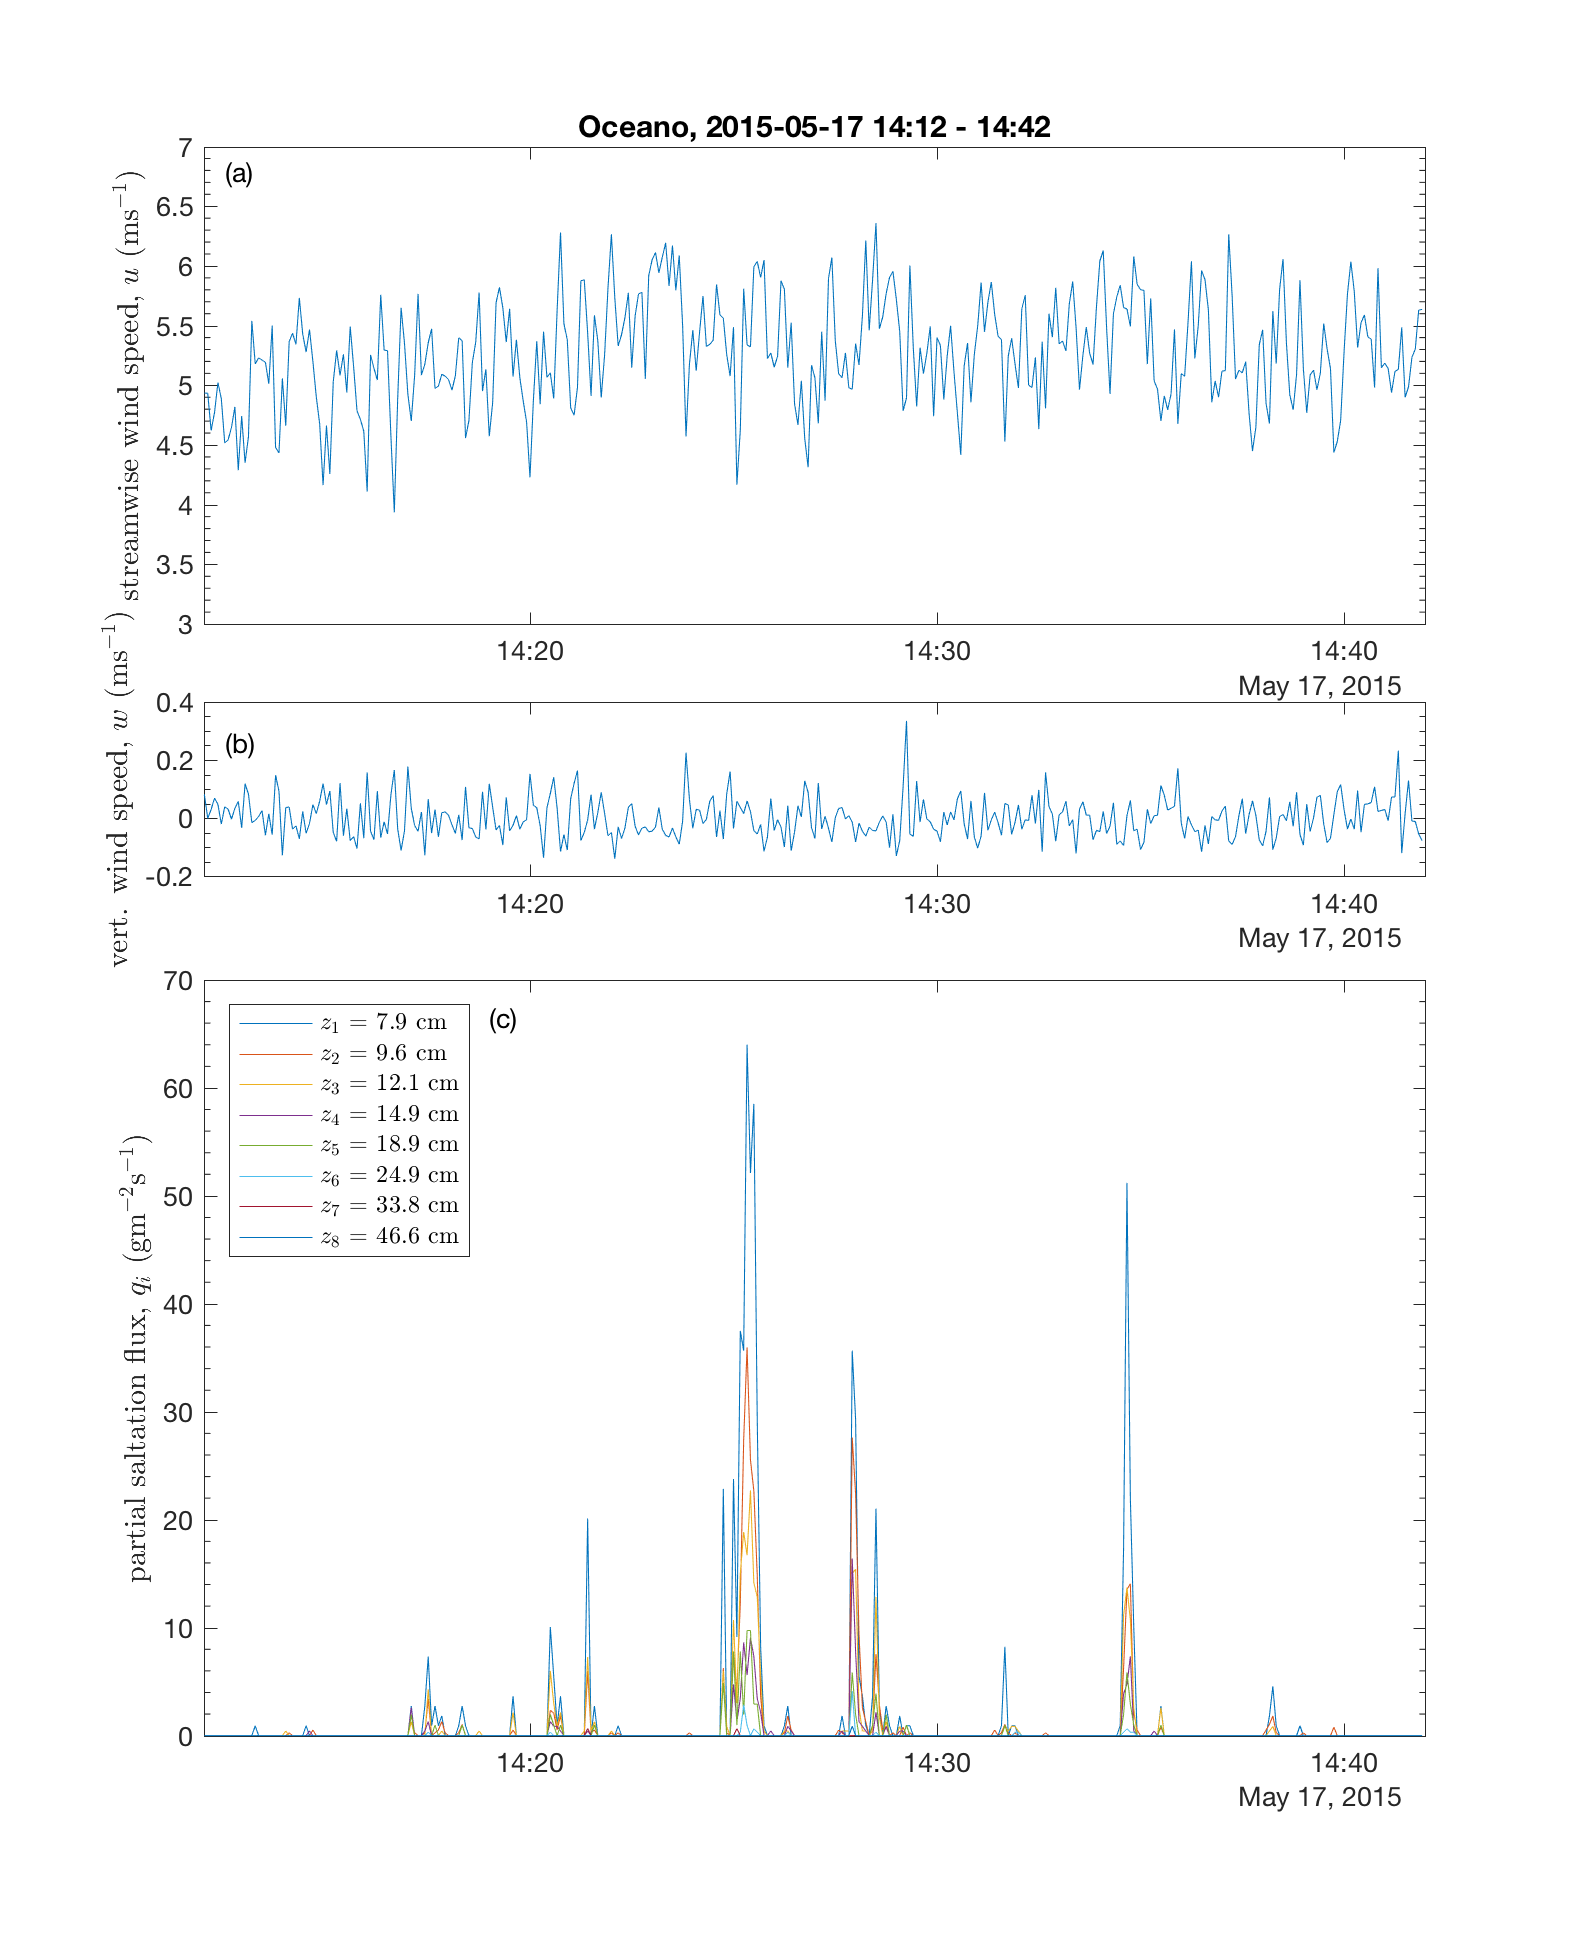 Oceano, 2015-05-17 14:12 - 14:42
(a)
streamwise wind speed, u (ms⁻¹)
7
6.5
6
5.5
5
4.5
4
3.5
3
14:20 14:30 14:40
May 17, 2015
(b)
vert. wind speed, w (ms⁻¹)
0.4
0.2
0
-0.2
14:20 14:30 14:40
May 17, 2015
(c)
partial saltation flux, qᵢ (gm⁻²s⁻¹)
70
60
50
40
30
20
10
0
z₁ = 7.9 cm
z₂ = 9.6 cm
z₃ = 12.1 cm
z₄ = 14.9 cm
z₅ = 18.9 cm
z₆ = 24.9 cm
z₇ = 33.8 cm
z₈ = 46.6 cm
14:20 14:30 14:40
May 17, 2015